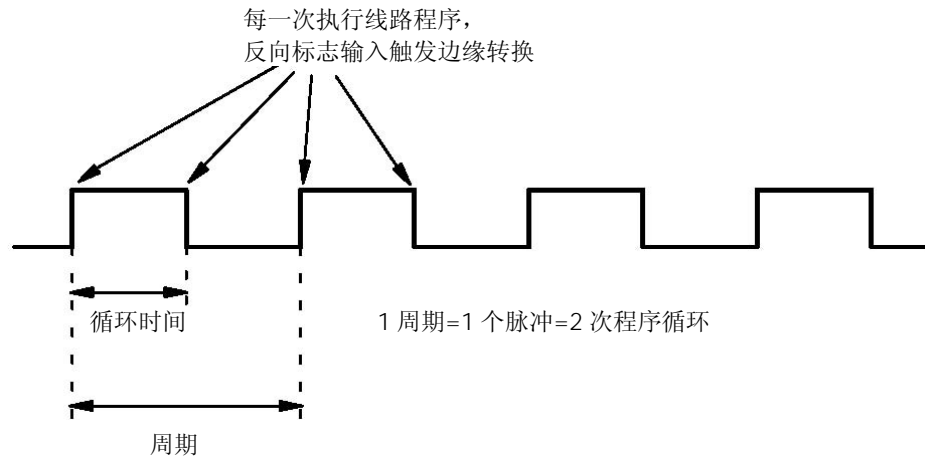 每一次执行线路程序，
反向标志输入触发边缘转换
循环时间
1 周期=1 个脉冲=2 次程序循环
周期